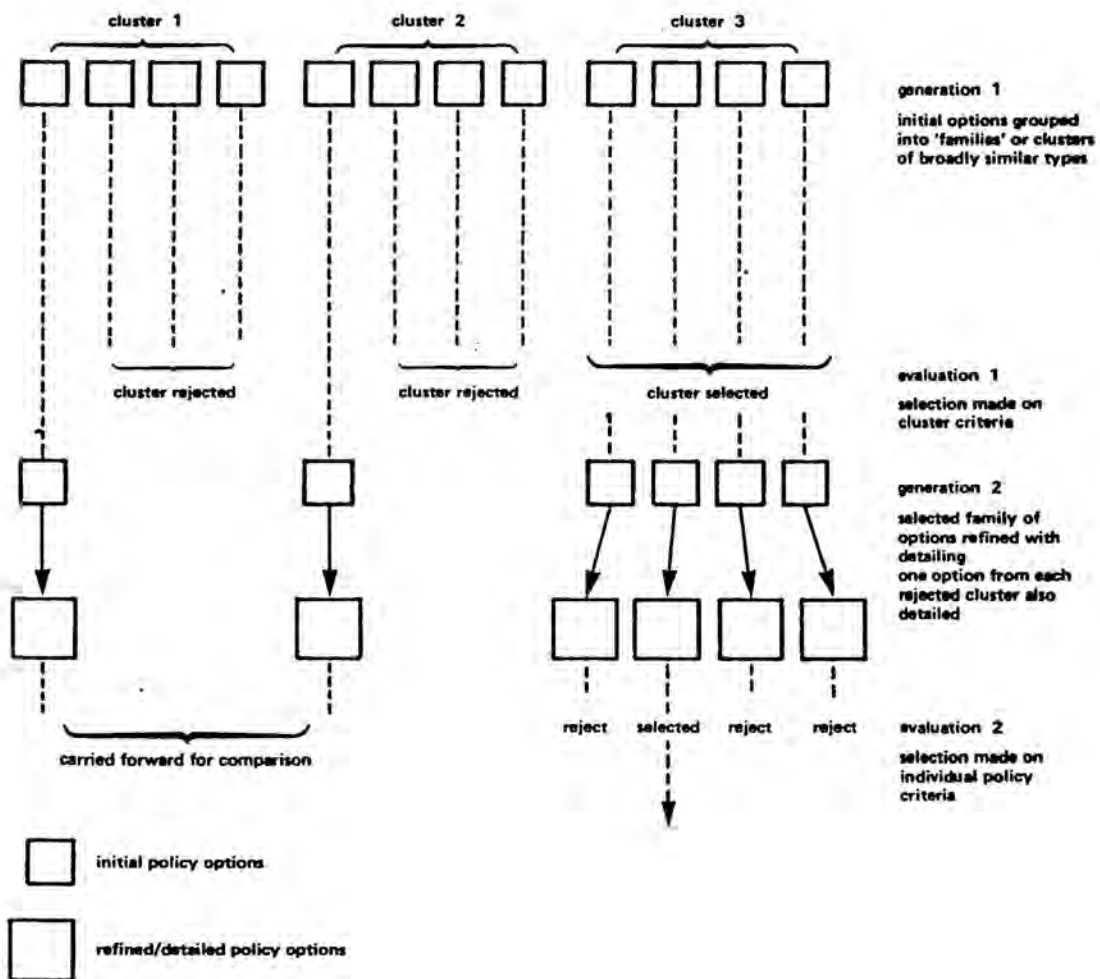 cluster 1
cluster 2
cluster 3
generation 1
initial options grouped
into 'families' or clusters
of broadly similar types
cluster rejected
cluster rejected
cluster selected
evaluation 1
selection made on
cluster criteria
generation 2
selected family of
options refined with
detailing
one option from each
rejected cluster also
detailed
reject
selected
reject
reject
evaluation 2
selection made on
individual policy
criteria
carried forward for comparison
initial policy options
refined/detailed policy options